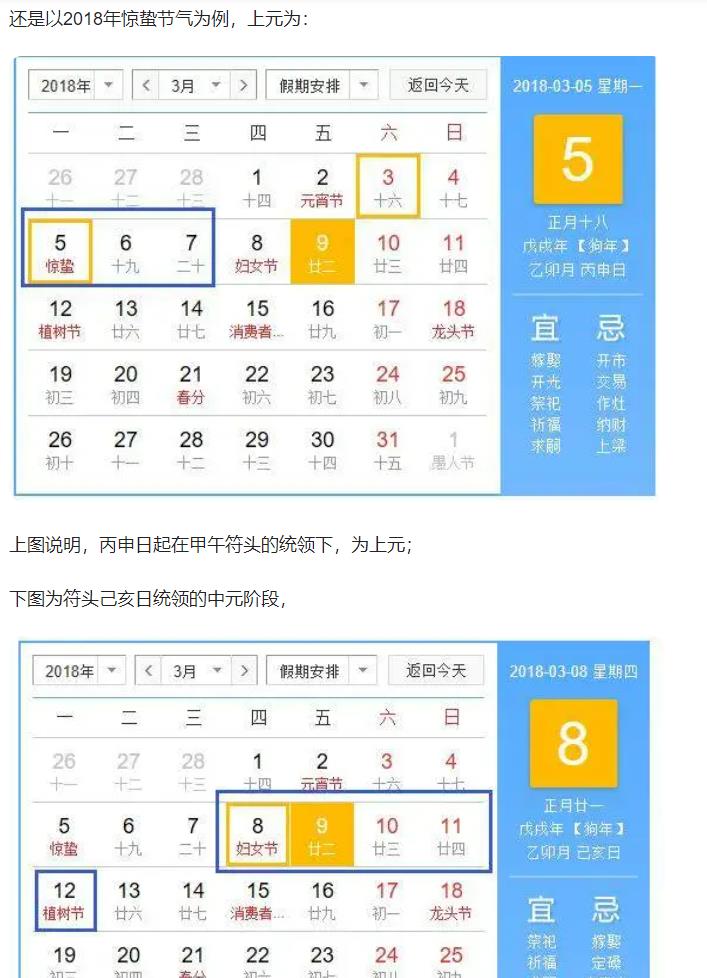 还是以2018年惊蛰节气为例，上元为：
2018年 < 3月 > 假期安排 返回今天
一 二 三 四 五 六 日
26 27 28 1 2 3 4
十一 十二 十三 十四 元宵节 十六 十七
5 6 7 8 9 10 11
惊蛰 十九 二十 妇女节 廿二 廿三 廿四
12 13 14 15 16 17 18
植树节 廿六 廿七 消费者... 廿九 初一 龙头节
19 20 21 22 23 24 25
初三 初四 春分 初六 初七 初八 初九
26 27 28 29 30 31 1
初十 十一 十二 十三 十四 十五 愚人节
2018-03-05 星期一
5
正月十八
戊戌年【狗年】
乙卯月 丙申日
宜 忌
嫁娶 开市
开光 交易
祭祀 作灶
祈福 纳财
求嗣 上梁
上图说明，丙申日起在甲午符头的统领下，为上元；
下图为符头己亥日统领的中元阶段，
2018年 < 3月 > 假期安排 返回今天
一 二 三 四 五 六 日
26 27 28 1 2 3 4
十一 十二 十三 十四 元宵节 十六 十七
5 6 7 8 9 10 11
惊蛰 十九 二十 妇女节 廿二 廿三 廿四
12 13 14 15 16 17 18
植树节 廿六 廿七 消费者... 廿九 初一 龙头节
19 20 21 22 23 24 25
2018-03-08 星期四
8
正月廿一
戊戌年【狗年】
乙卯月 己亥日
宜 忌
祭祀 嫁娶
祈福 定磉